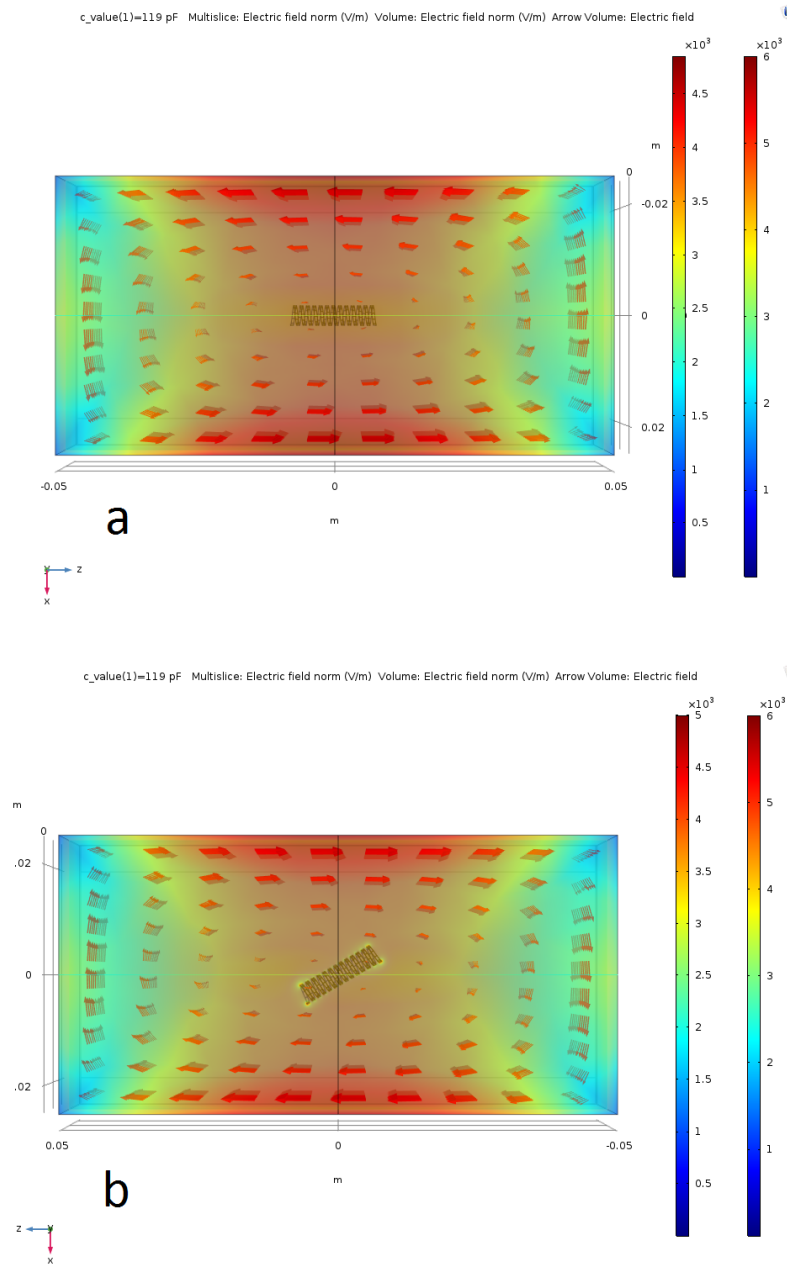 c_value(1)=119 pF Multislice: Electric field norm (V/m) Volume: Electric field norm (V/m) Arrow Volume: Electric field
×10³ ×10³
4.5
4
3.5
3
2.5
2
1.5
1
0.5
6
5
4
3
2
1
m
0
-0.02
0
0.02
-0.05 0 0.05
m
a
y z
x
c_value(1)=119 pF Multislice: Electric field norm (V/m) Volume: Electric field norm (V/m) Arrow Volume: Electric field
×10³ ×10³
5
4.5
4
3.5
3
2.5
2
1.5
1
0.5
6
5
4
3
2
1
m
0
.02
0
.02
0.05 0 -0.05
m
b
z y
x